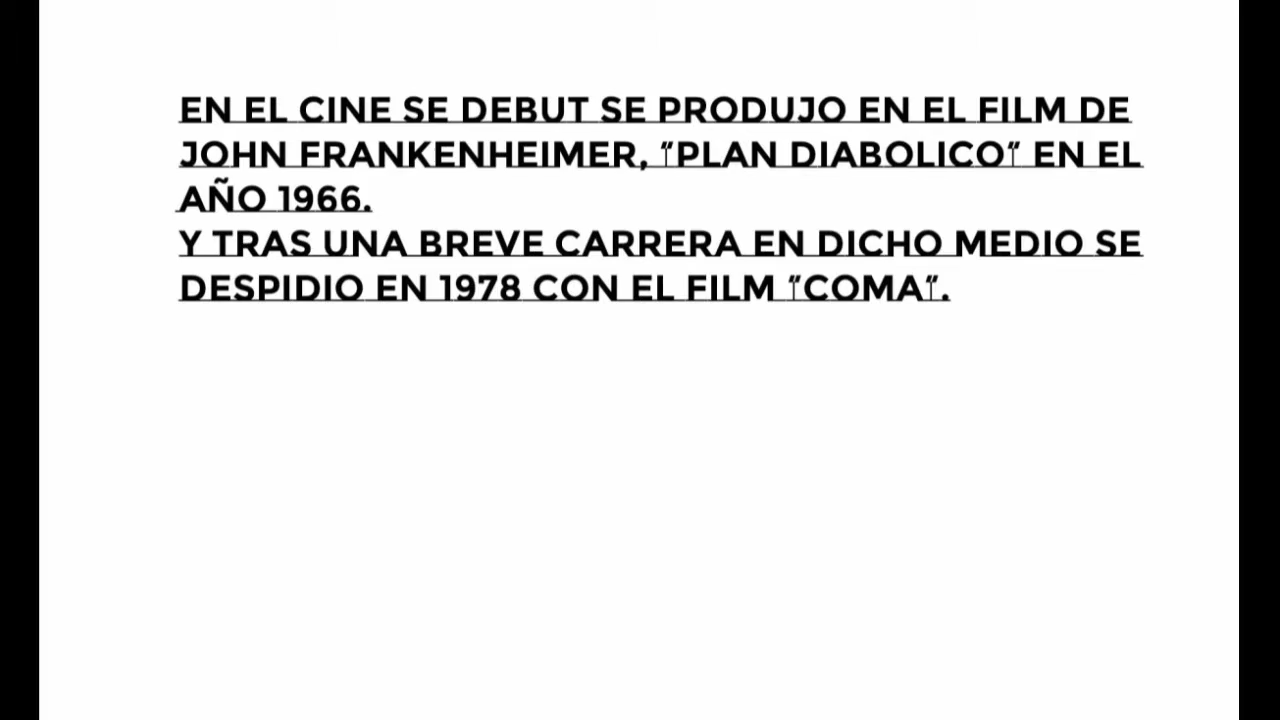 EN EL CINE SE DEBUT SE PRODUJO EN EL FILM DE
JOHN FRANKENHEIMER, "PLAN DIABOLICO" EN EL
AÑO 1966.
Y TRAS UNA BREVE CARRERA EN DICHO MEDIO SE
DESPIDIO EN 1978 CON EL FILM "COMA".